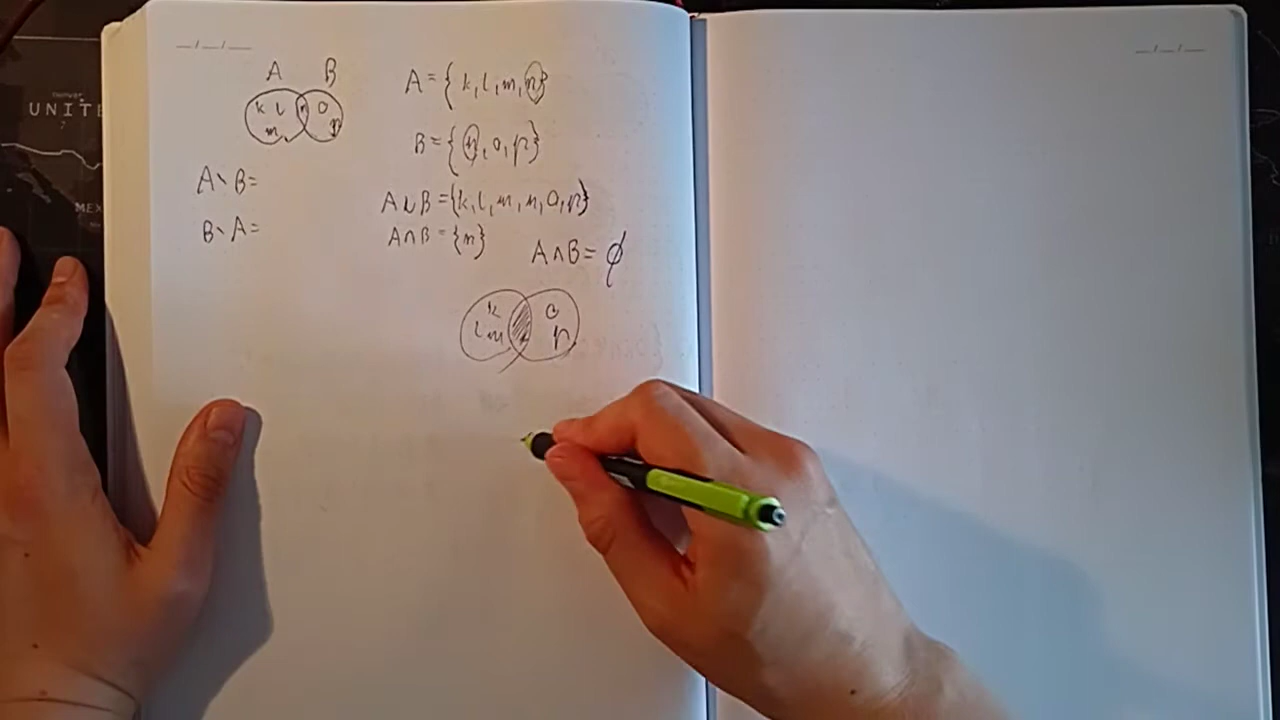 _/_/_
_/_/_
UNITE
MEX
A B
k l n o
m p
A = { k, l, m, n }
B = { n, o, p }
A \ B =
B \ A =
A ∪ B = { k, l, m, n, o, p }
A ∩ B = { n }
A ∩ B = ϕ
k o
l m p